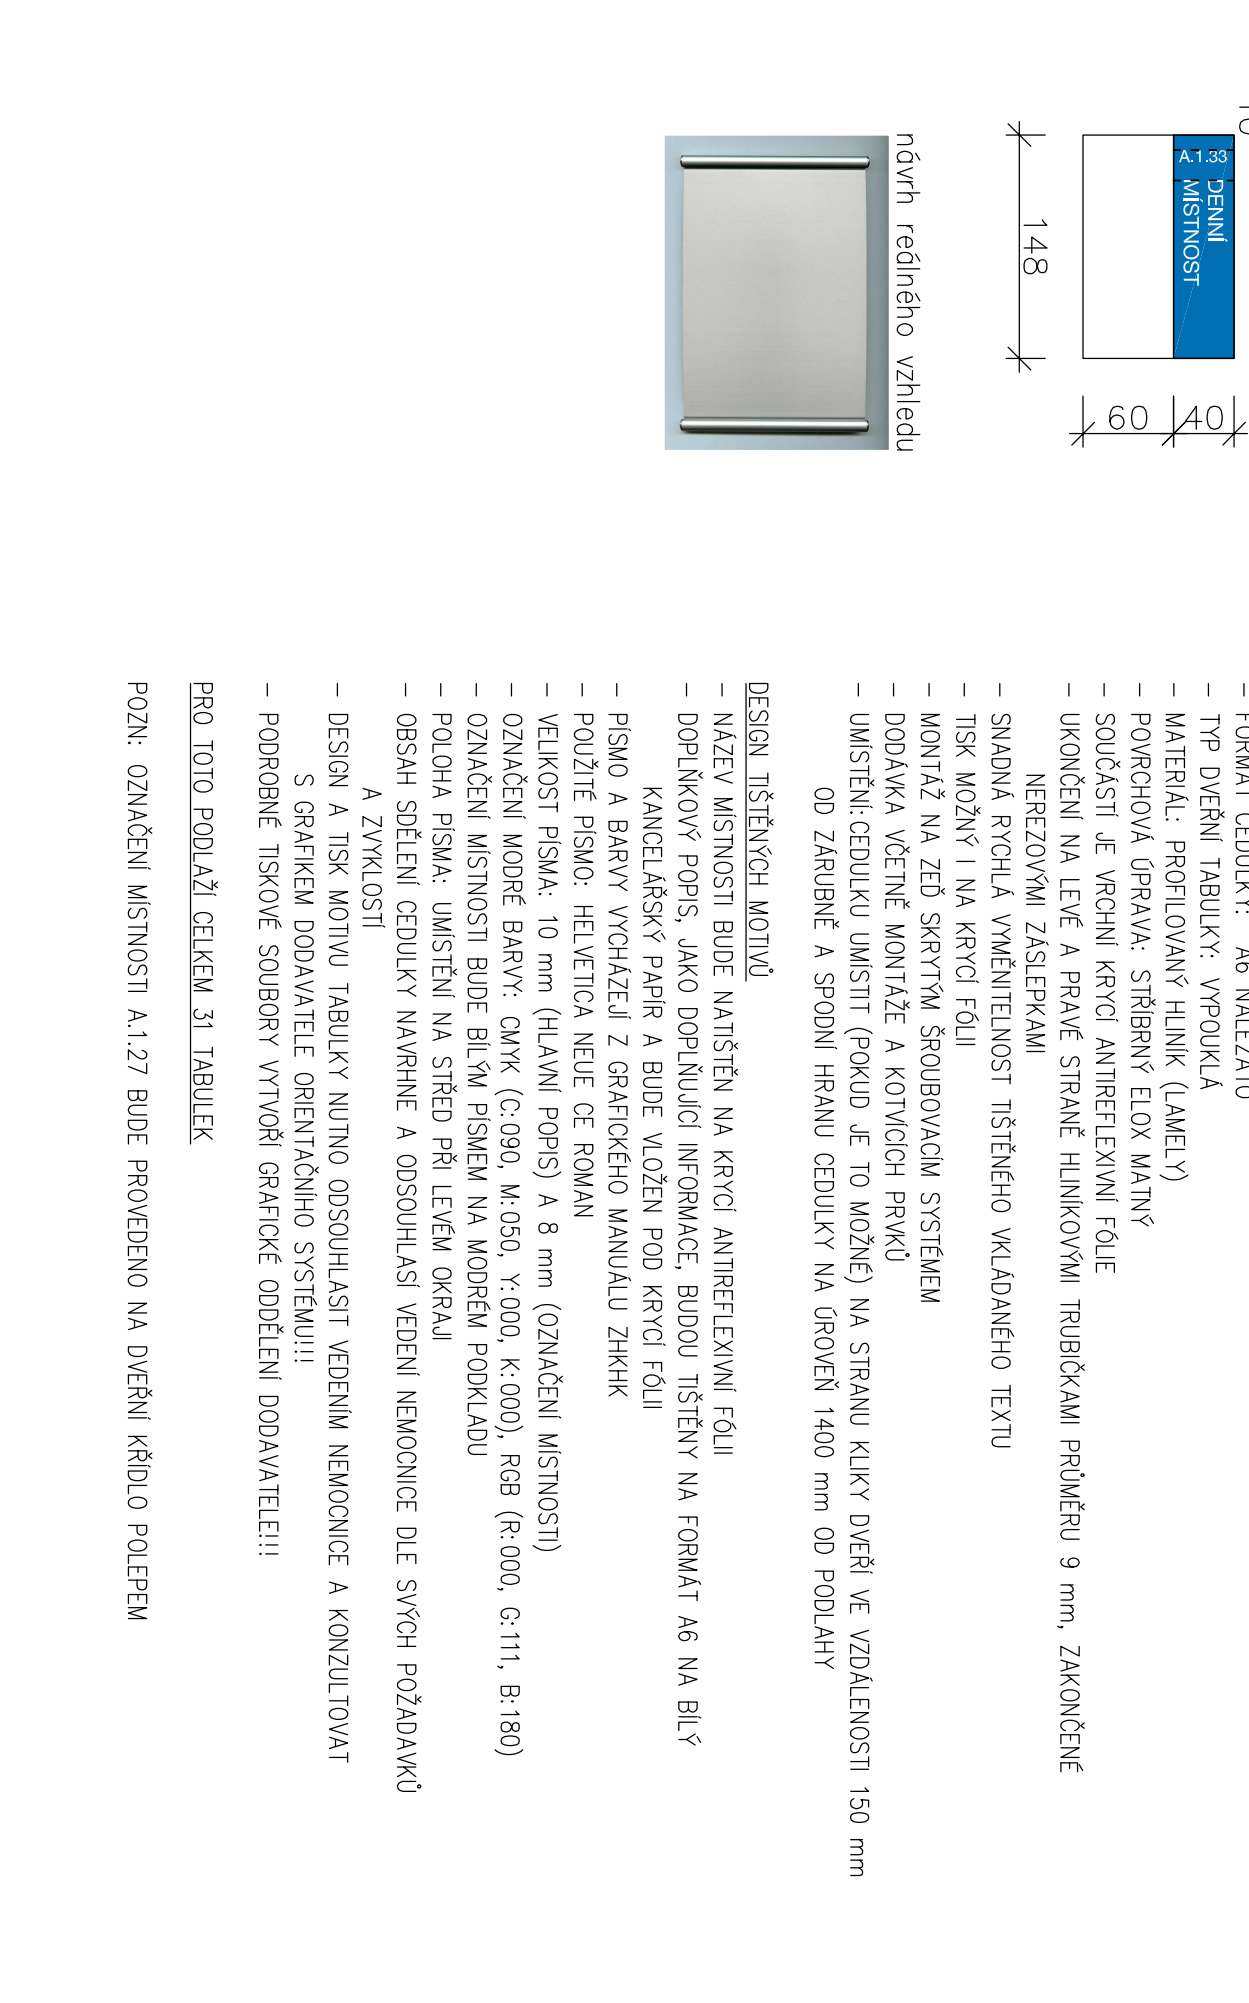 A.1.33
DENNÍ
MÍSTNOST
148
60
40
návrh reálného vzhledu
– FORMÁT CEDULKY: A6 NALEŽATO
– TYP DVEŘNÍ TABULKY: VYPOUKLÁ
– MATERIÁL: PROFILOVANÝ HLINÍK (LAMELY)
– POVRCHOVÁ ÚPRAVA: STŘÍBRNÝ ELOX MATNÝ
– SOUČÁSTÍ JE VRCHNÍ KRYCÍ ANTIREFLEXIVNÍ FÓLIE
– UKONČENÍ NA LEVÉ A PRAVÉ STRANĚ HLINÍKOVÝMI TRUBIČKAMI PRŮMĚRU 9 mm, ZAKONČENÉ
NEREZOVÝMI ZÁSLEPKAMI
– SNADNÁ RYCHLÁ VYMĚNITELNOST TIŠTĚNÉHO VKLÁDANÉHO TEXTU
– TISK MOŽNÝ I NA KRYCÍ FÓLII
– MONTÁŽ NA ZEĎ SKRYTÝM ŠROUBOVACÍM SYSTÉMEM
– DODÁVKA VČETNĚ MONTÁŽE A KOTVÍCÍCH PRVKŮ
– UMÍSTĚNÍ:CEDULKU UMÍSTIT (POKUD JE TO MOŽNÉ) NA STRANU KLIKY DVEŘÍ VE VZDÁLENOSTI 150 mm
OD ZÁRUBNĚ A SPODNÍ HRANU CEDULKY NA ÚROVEŇ 1400 mm OD PODLAHY
DESIGN TIŠTĚNÝCH MOTIVŮ
– NÁZEV MÍSTNOSTI BUDE NATIŠTĚN NA KRYCÍ ANTIREFLEXIVNÍ FÓLII
– DOPLŇKOVÝ POPIS, JAKO DOPLŇUJÍCÍ INFORMACE, BUDOU TIŠTĚNY NA FORMÁT A6 NA BÍLÝ
KANCELÁŘSKÝ PAPÍR A BUDE VLOŽEN POD KRYCÍ FÓLII
– PÍSMO A BARVY VYCHÁZEJÍ Z GRAFICKÉHO MANUÁLU ZHKHK
– POUŽITÉ PÍSMO: HELVETICA NEUE CE ROMAN
– VELIKOST PÍSMA: 10 mm (HLAVNÍ POPIS) A 8 mm (OZNAČENÍ MÍSTNOSTI)
– OZNAČENÍ MODRÉ BARVY: CMYK (C:090, M:050, Y:000, K:000), RGB (R:000, G:111, B:180)
– OZNAČENÍ MÍSTNOSTI BUDE BÍLÝM PÍSMEM NA MODRÉM PODKLADU
– POLOHA PÍSMA: UMÍSTĚNÍ NA STŘED PŘI LEVÉM OKRAJI
– OBSAH SDĚLENÍ CEDULKY NAVRHNE A ODSOUHLASÍ VEDENÍ NEMOCNICE DLE SVÝCH POŽADAVKŮ
A ZVYKLOSTÍ
– DESIGN A TISK MOTIVU TABULKY NUTNO ODSOUHLASIT VEDENÍM NEMOCNICE A KONZULTOVAT
S GRAFIKEM DODAVATELE ORIENTAČNÍHO SYSTÉMU!!!
– PODROBNÉ TISKOVÉ SOUBORY VYTVOŘÍ GRAFICKÉ ODDĚLENÍ DODAVATELE!!!
PRO TOTO PODLAŽÍ CELKEM 31 TABULEK
POZN: OZNAČENÍ MÍSTNOSTI A.1.27 BUDE PROVEDENO NA DVEŘNÍ KŘÍDLO POLEPEM